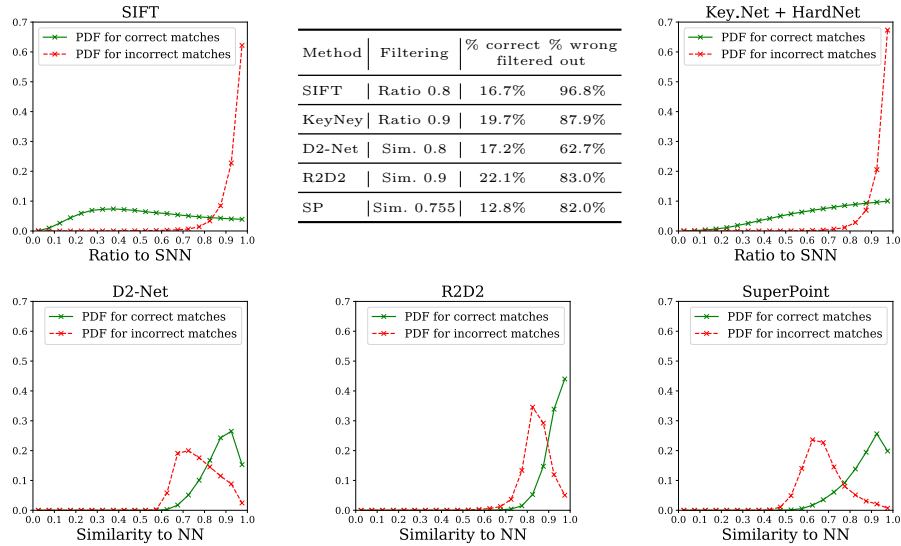 SIFT
0.7
0.6
0.5
0.4
0.3
0.2
0.1
0.0
PDF for correct matches
PDF for incorrect matches
0.0 0.1 0.2 0.3 0.4 0.5 0.6 0.7 0.8 0.9 1.0
Ratio to SNN
Method Filtering % correct % wrong
filtered out
SIFT Ratio 0.8 16.7% 96.8%
KeyNey Ratio 0.9 19.7% 87.9%
D2-Net Sim. 0.8 17.2% 62.7%
R2D2 Sim. 0.9 22.1% 83.0%
SP Sim. 0.755 12.8% 82.0%
Key.Net + HardNet
0.7
0.6
0.5
0.4
0.3
0.2
0.1
0.0
PDF for correct matches
PDF for incorrect matches
0.0 0.1 0.2 0.3 0.4 0.5 0.6 0.7 0.8 0.9 1.0
Ratio to SNN
D2-Net
0.7
0.6
0.5
0.4
0.3
0.2
0.1
0.0
PDF for correct matches
PDF for incorrect matches
0.0 0.1 0.2 0.3 0.4 0.5 0.6 0.7 0.8 0.9 1.0
Similarity to NN
R2D2
0.7
0.6
0.5
0.4
0.3
0.2
0.1
0.0
PDF for correct matches
PDF for incorrect matches
0.0 0.1 0.2 0.3 0.4 0.5 0.6 0.7 0.8 0.9 1.0
Similarity to NN
SuperPoint
0.7
0.6
0.5
0.4
0.3
0.2
0.1
0.0
PDF for correct matches
PDF for incorrect matches
0.0 0.1 0.2 0.3 0.4 0.5 0.6 0.7 0.8 0.9 1.0
Similarity to NN